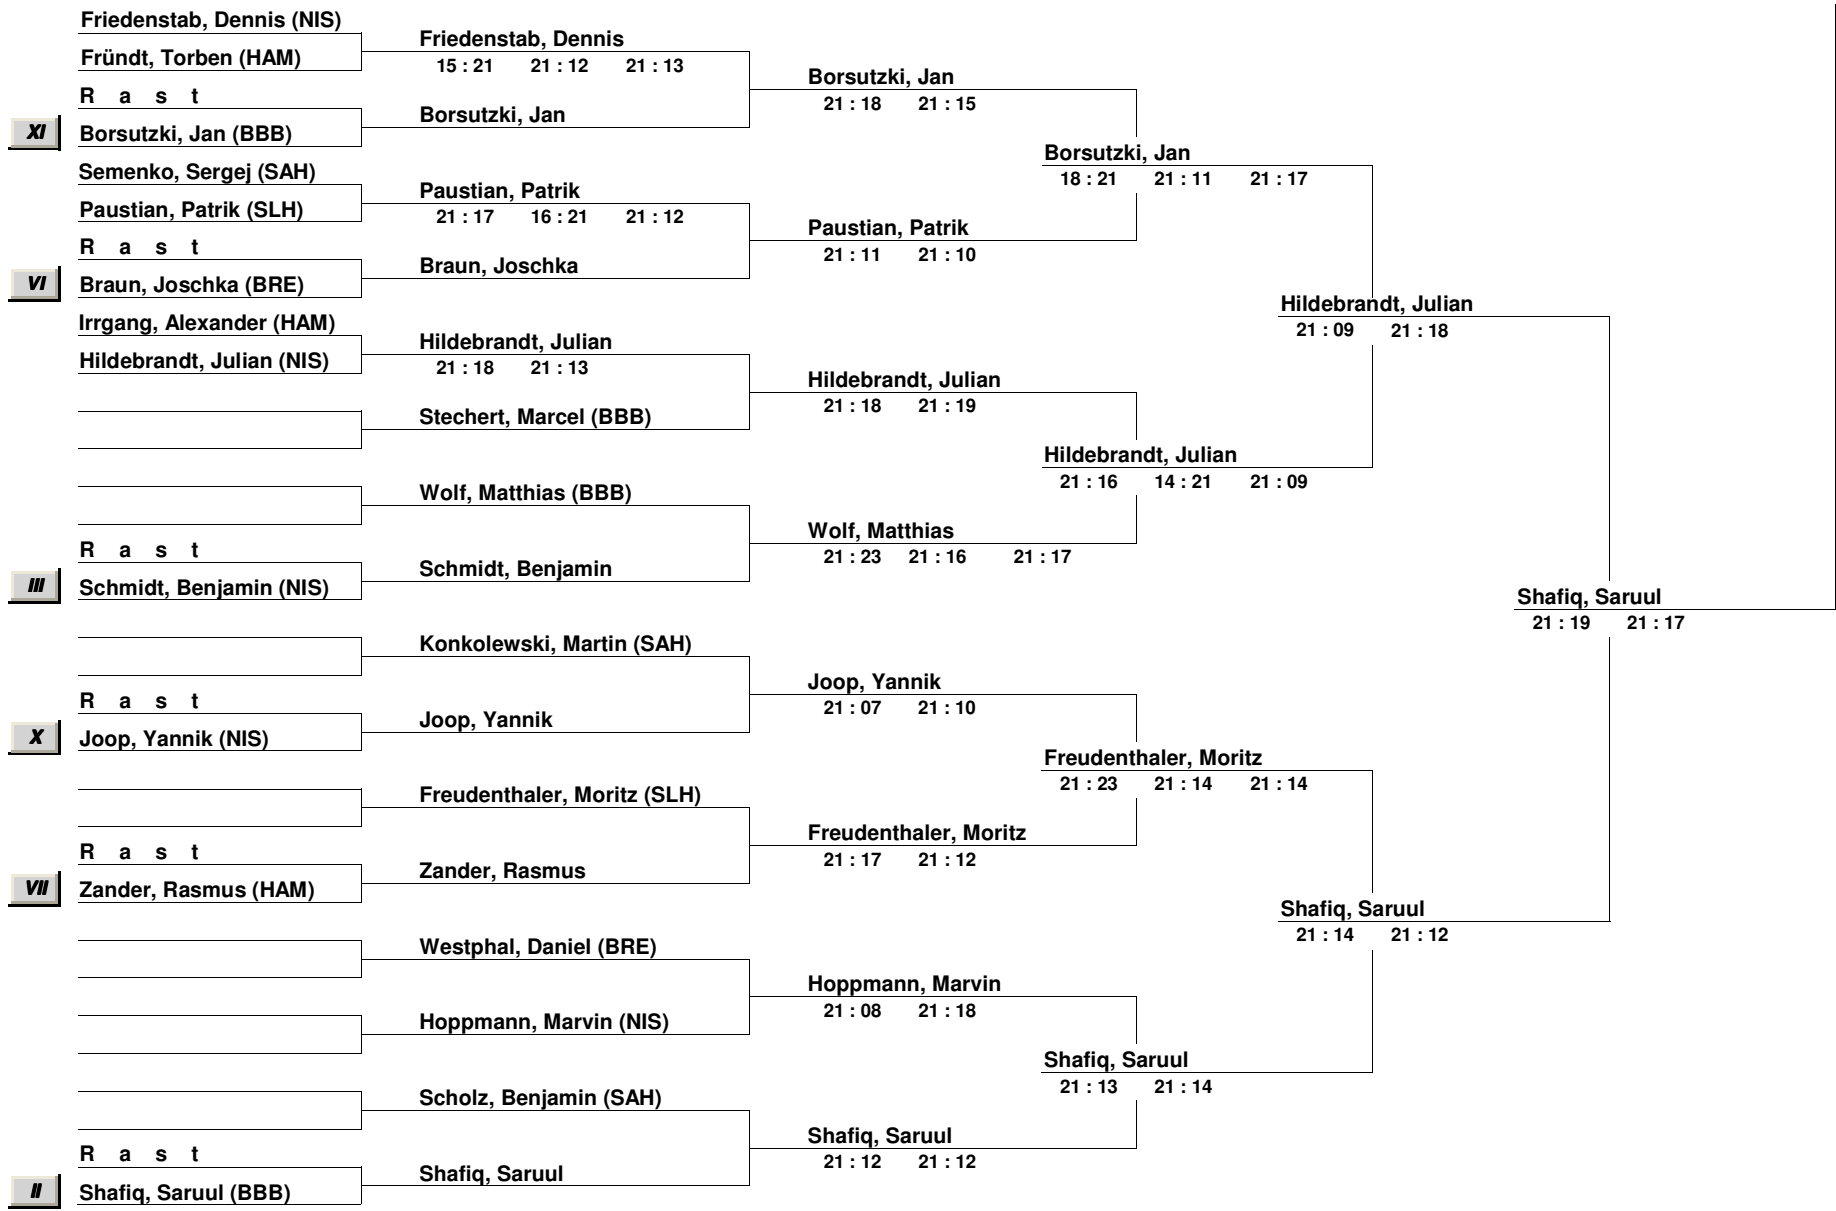 Friedenstab, Dennis (NIS)
Fründt, Torben (HAM)
R a s t
XI Borsutzki, Jan (BBB)
Semenko, Sergej (SAH)
Paustian, Patrik (SLH)
R a s t
VI Braun, Joschka (BRE)
Irrgang, Alexander (HAM)
Hildebrandt, Julian (NIS)
R a s t
III Schmidt, Benjamin (NIS)
R a s t
X Joop, Yannik (NIS)
R a s t
VII Zander, Rasmus (HAM)
R a s t
II Shafiq, Saruul (BBB)
Friedenstab, Dennis
15 : 21 21 : 12 21 : 13
Borsutzki, Jan
Paustian, Patrik
21 : 17 16 : 21 21 : 12
Braun, Joschka
Hildebrandt, Julian
21 : 18 21 : 13
Stechert, Marcel (BBB)
Wolf, Matthias (BBB)
Schmidt, Benjamin
Konkolewski, Martin (SAH)
Joop, Yannik
Freudenthaler, Moritz (SLH)
Zander, Rasmus
Westphal, Daniel (BRE)
Hoppmann, Marvin (NIS)
Scholz, Benjamin (SAH)
Shafiq, Saruul
Borsutzki, Jan
21 : 18 21 : 15
Paustian, Patrik
21 : 11 21 : 10
Hildebrandt, Julian
21 : 18 21 : 19
Wolf, Matthias
21 : 23 21 : 16 21 : 17
Joop, Yannik
21 : 07 21 : 10
Freudenthaler, Moritz
21 : 17 21 : 12
Hoppmann, Marvin
21 : 08 21 : 18
Shafiq, Saruul
21 : 12 21 : 12
Borsutzki, Jan
18 : 21 21 : 11 21 : 17
Hildebrandt, Julian
21 : 16 14 : 21 21 : 09
Freudenthaler, Moritz
21 : 23 21 : 14 21 : 14
Shafiq, Saruul
21 : 13 21 : 14
Hildebrandt, Julian
21 : 09 21 : 18
Shafiq, Saruul
21 : 14 21 : 12
Shafiq, Saruul
21 : 19 21 : 17